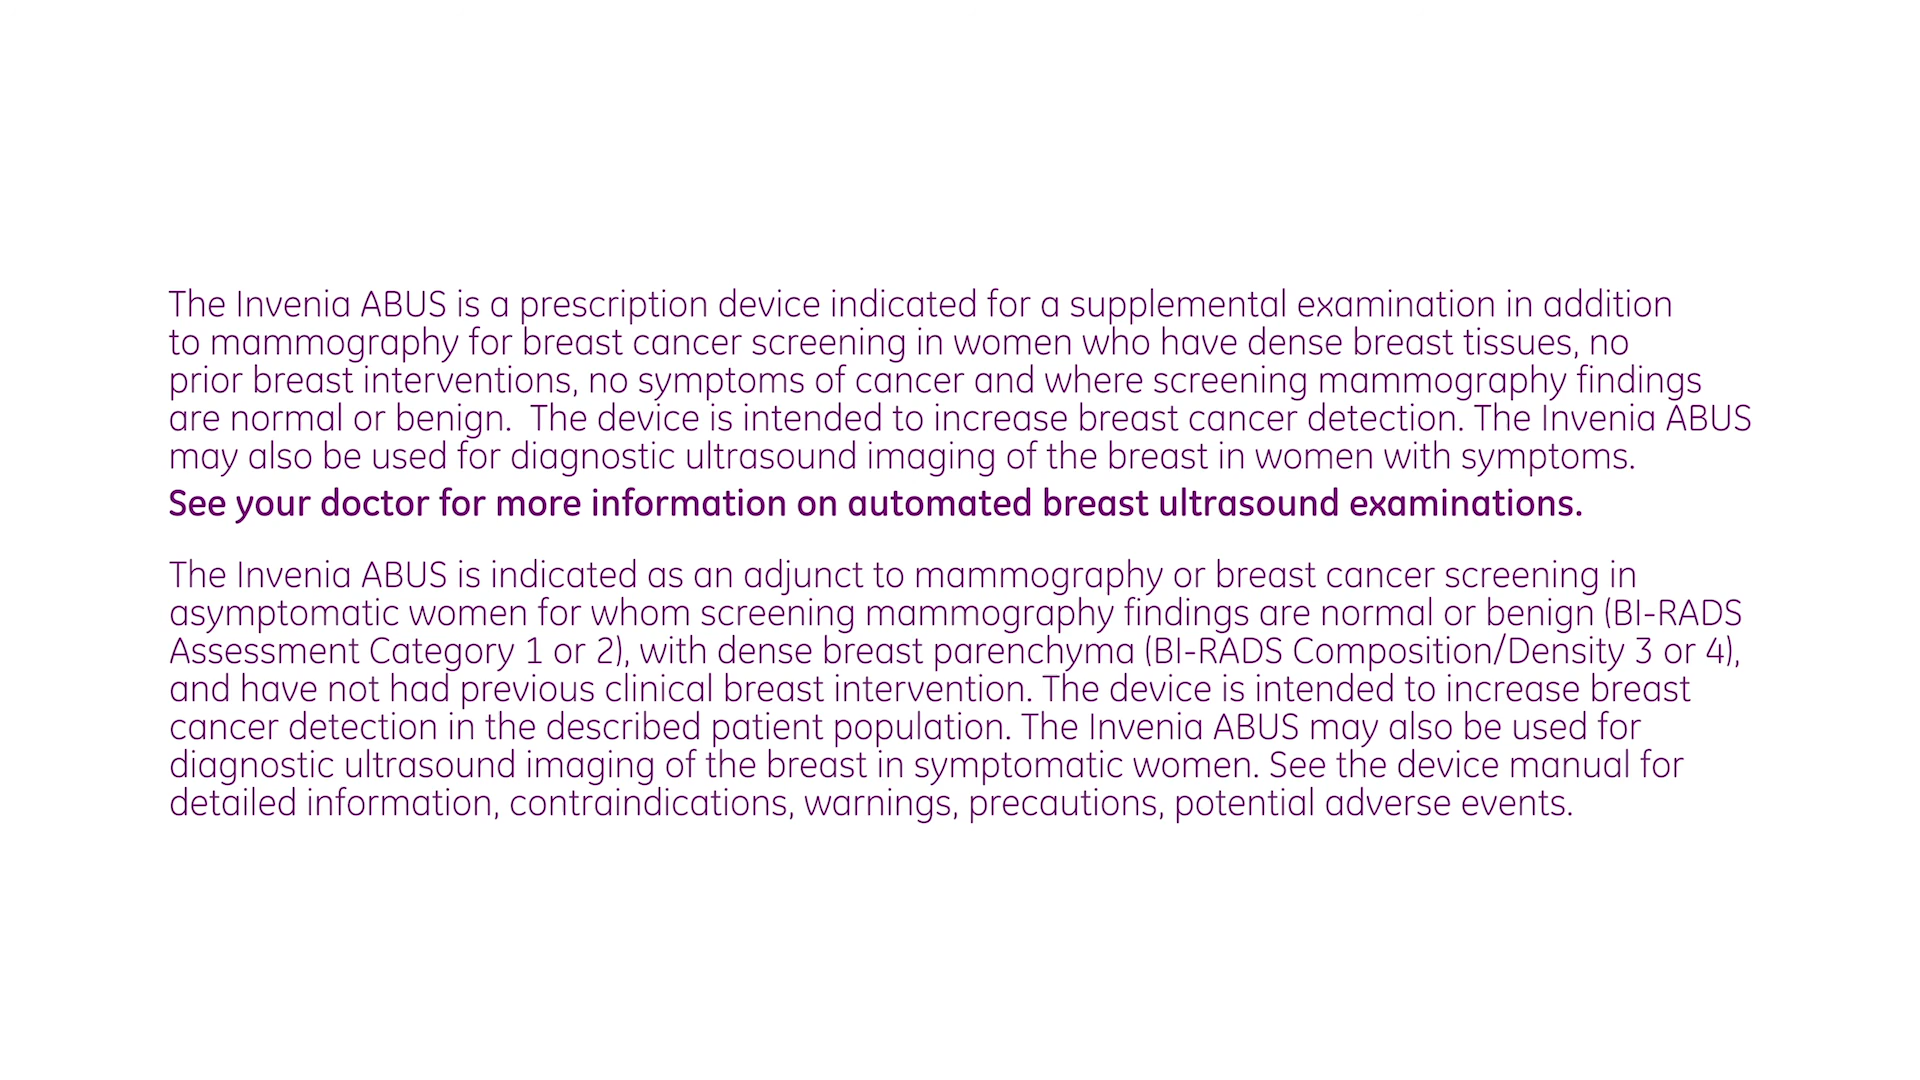 The Invenia ABUS is a prescription device indicated for a supplemental examination in addition
to mammography for breast cancer screening in women who have dense breast tissues, no
prior breast interventions, no symptoms of cancer and where screening mammography findings
are normal or benign.  The device is intended to increase breast cancer detection. The Invenia ABUS
may also be used for diagnostic ultrasound imaging of the breast in women with symptoms.
See your doctor for more information on automated breast ultrasound examinations.
The Invenia ABUS is indicated as an adjunct to mammography or breast cancer screening in
asymptomatic women for whom screening mammography findings are normal or benign (BI-RADS
Assessment Category 1 or 2), with dense breast parenchyma (BI-RADS Composition/Density 3 or 4),
and have not had previous clinical breast intervention. The device is intended to increase breast
cancer detection in the described patient population. The Invenia ABUS may also be used for
diagnostic ultrasound imaging of the breast in symptomatic women. See the device manual for
detailed information, contraindications, warnings, precautions, potential adverse events.